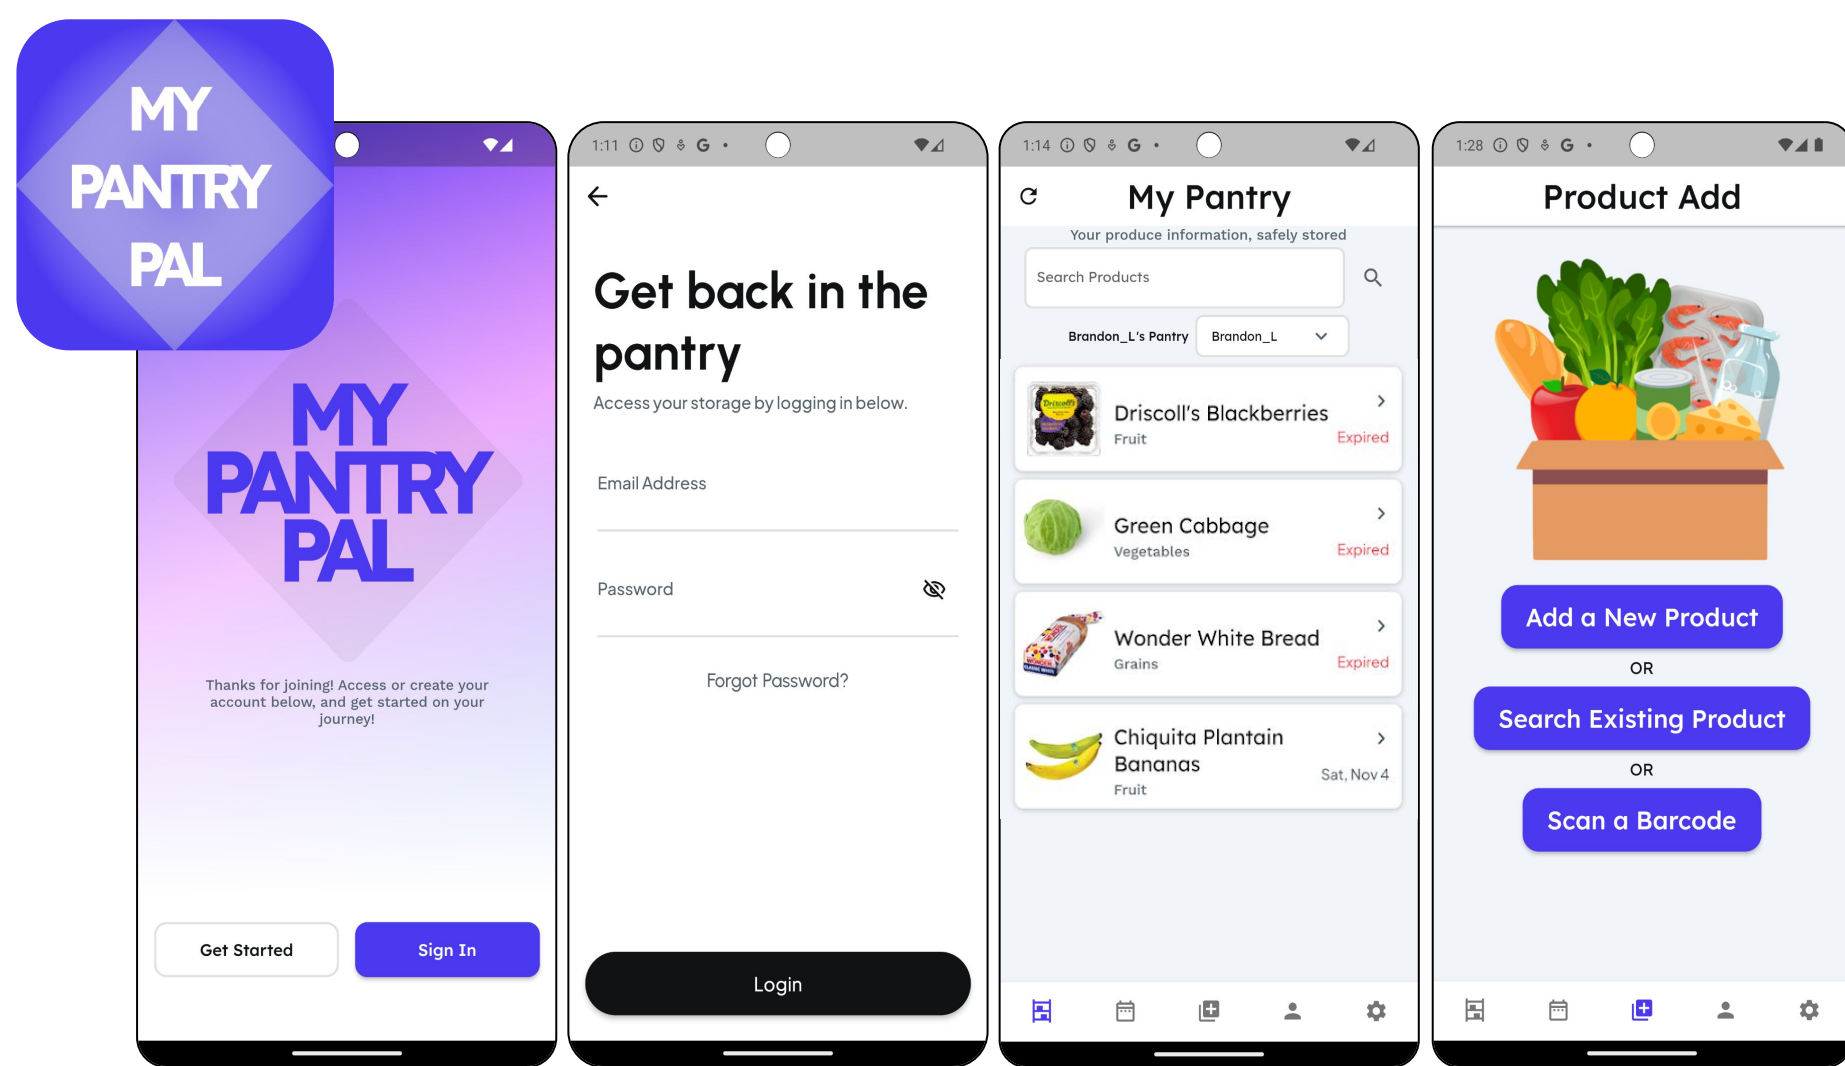 MY
PANTRY
PAL
MY
PANTRY
PAL
Thanks for joining! Access or create your
account below, and get started on your
journey!
Get Started
Sign In
1:11
Get back in the
pantry
Access your storage by logging in below.
Email Address
Password
Forgot Password?
Login
1:14
My Pantry
Your produce information, safely stored
Search Products
Brandon_L's Pantry
Brandon_L
Driscoll's
Driscoll's Blackberries
Fruit
Expired
Green Cabbage
Vegetables
Expired
WONDER
Wonder White Bread
Grains
Expired
Chiquita Plantain
Bananas
Fruit
Sat, Nov 4
1:28
Product Add
Add a New Product
OR
Search Existing Product
OR
Scan a Barcode